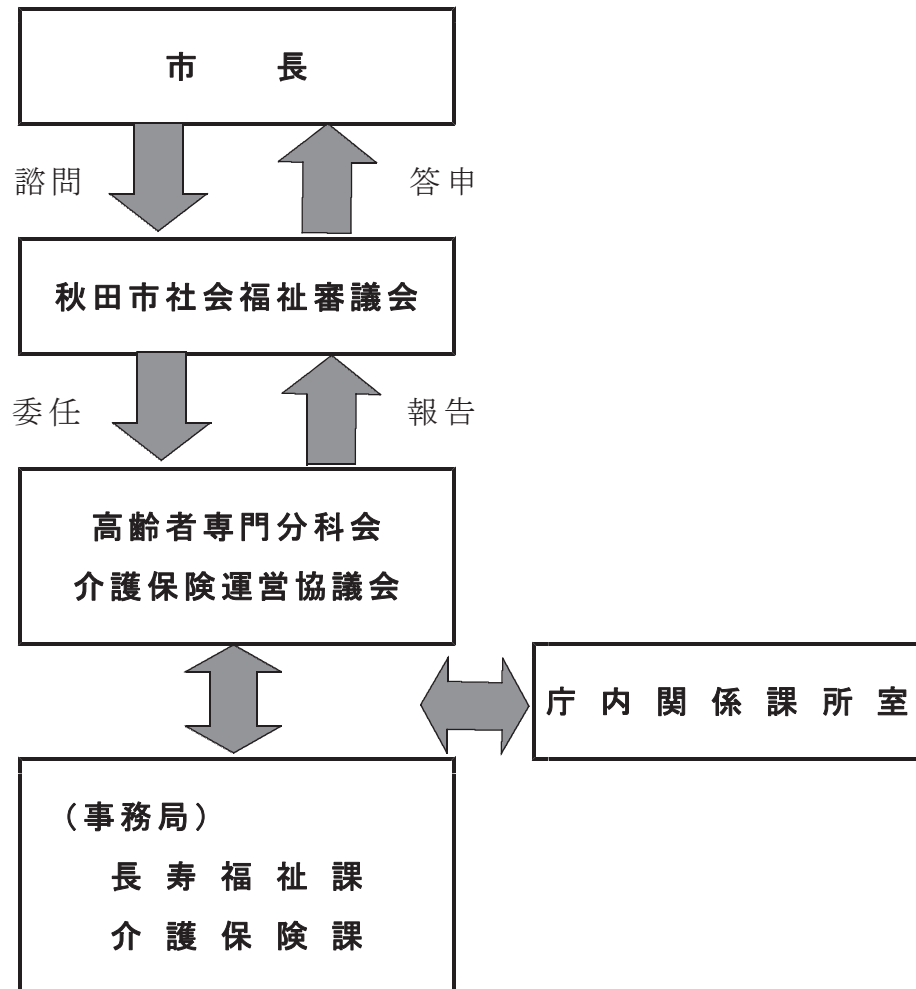 市長
諮問
答申
秋田市社会福祉審議会
委任
報告
高齢者専門分科会
介護保険運営協議会
庁内関係課所室
（事務局）
長寿福祉課
介護保険課